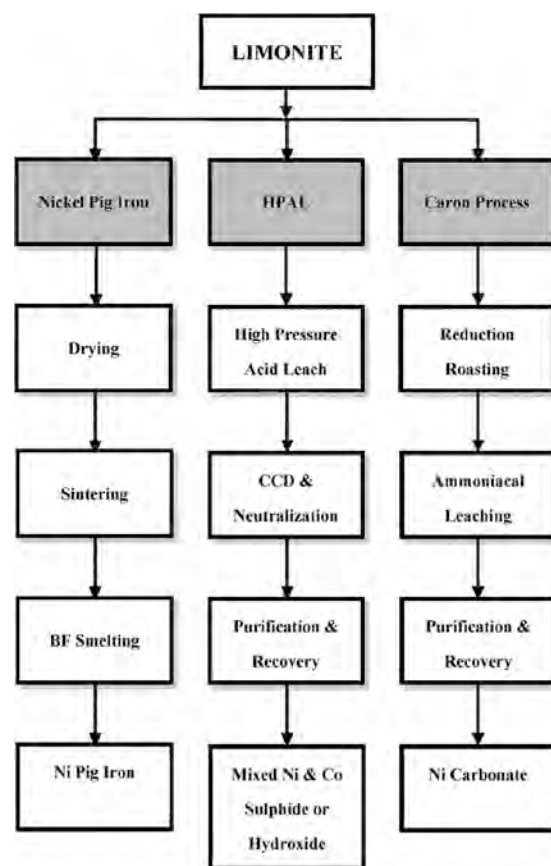 LIMONITE
Nickel Pig Iron
HPAL
Caron Process
Drying
High Pressure
Acid Leach
Reduction
Roasting
Sintering
CCD &
Neutralization
Ammoniacal
Leaching
BF Smelting
Purification &
Recovery
Purification &
Recovery
Ni Pig Iron
Mixed Ni & Co
Sulphide or
Hydroxide
Ni Carbonate